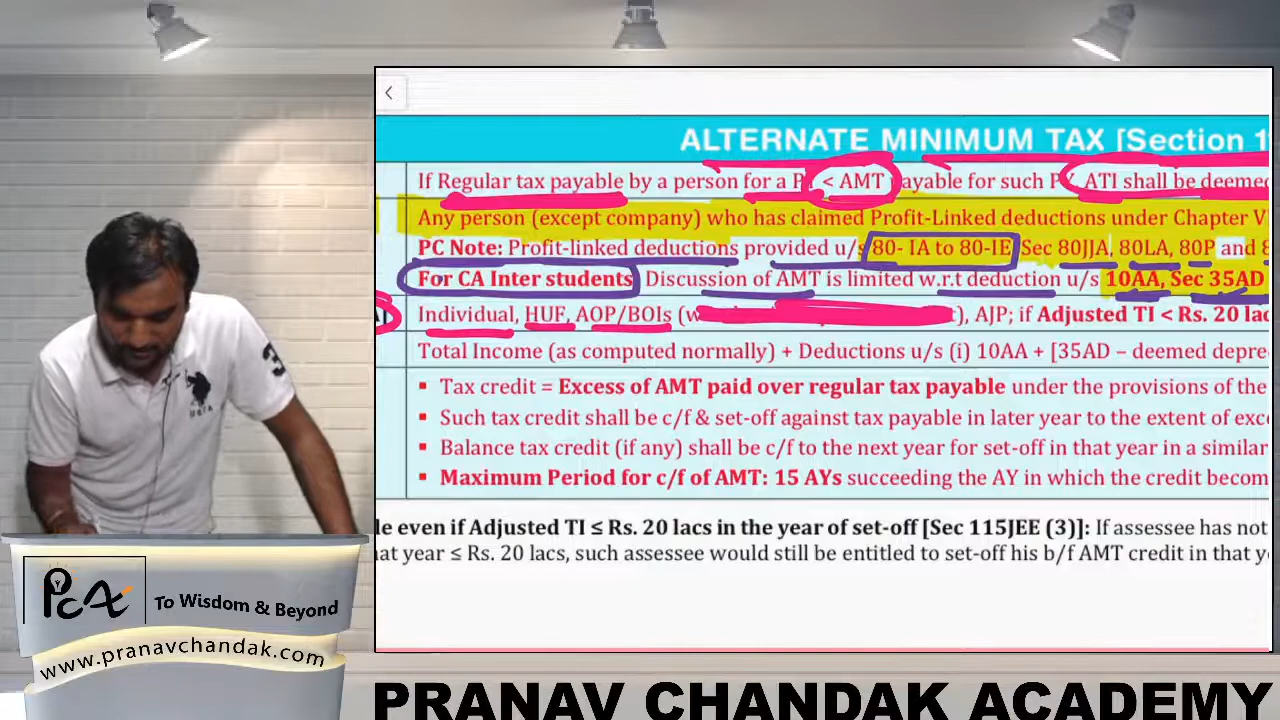 ALTERNATE MINIMUM TAX [Section 1
If Regular tax payable by a person for a P < AMT ayable for such PY ATI shall be deemed
Any person (except company) who has claimed Profit-Linked deductions under Chapter V
PC Note: Profit-linked deductions provided u/s 80- IA to 80-IE Sec 80JJA, 80LA, 80P and 8
For CA Inter students Discussion of AMT is limited w.r.t deduction u/s 10AA, Sec 35AD
Individual, HUF, AOP/BOIs (w ), AJP; if Adjusted TI < Rs. 20 lac
Total Income (as computed normally) + Deductions u/s (i) 10AA + [35AD – deemed depre
▪ Tax credit = Excess of AMT paid over regular tax payable under the provisions of the
▪ Such tax credit shall be c/f & set-off against tax payable in later year to the extent of exc
▪ Balance tax credit (if any) shall be c/f to the next year for set-off in that year in a similar
▪ Maximum Period for c/f of AMT: 15 AYs succeeding the AY in which the credit becom
le even if Adjusted TI ≤ Rs. 20 lacs in the year of set-off [Sec 115JEE (3)]: If assessee has not
at year ≤ Rs. 20 lacs, such assessee would still be entitled to set-off his b/f AMT credit in that y
3
PCA
To Wisdom & Beyond
www.pranavchandak.com
PRANAV CHANDAK ACADEMY